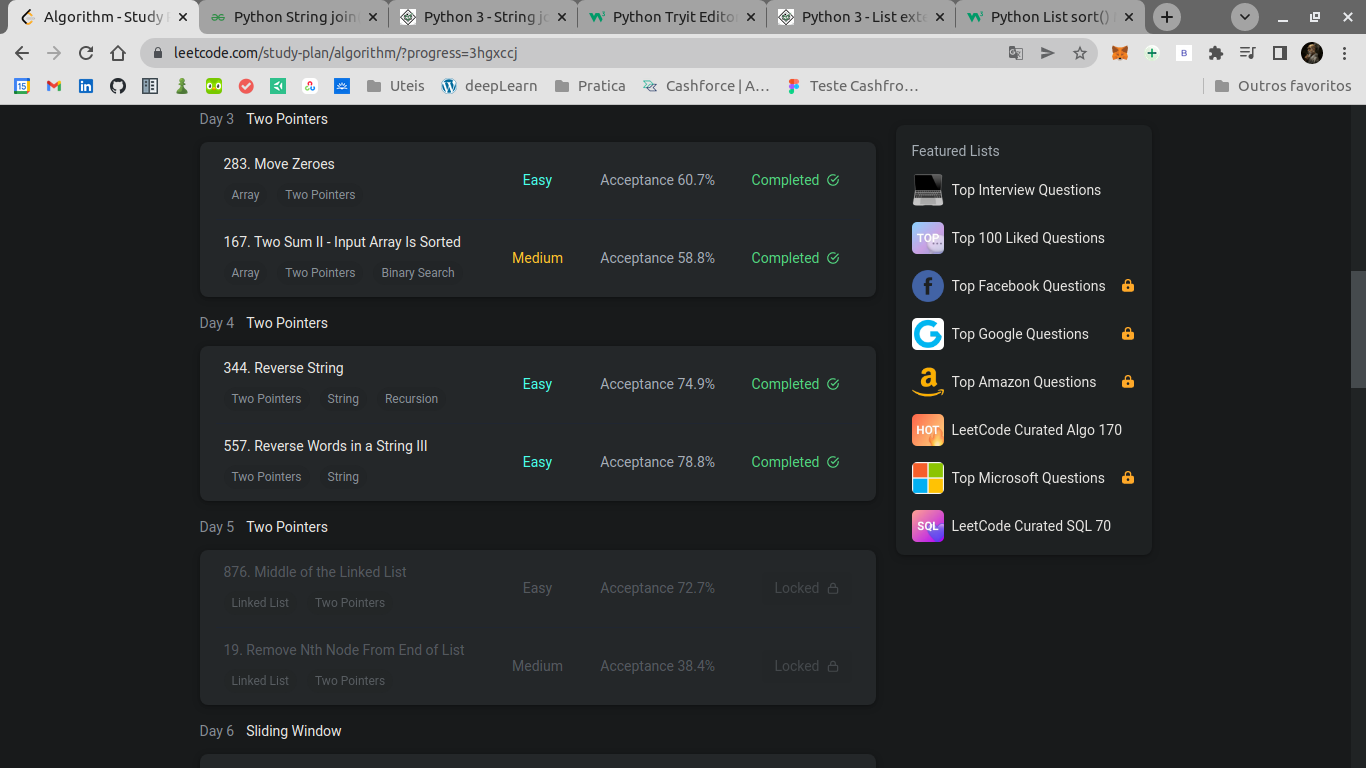 Algorithm - Study P
Python String join
Python 3 - String jo
Python Tryit Editor
Python 3 - List exte
Python List sort()
leetcode.com/study-plan/algorithm/?progress=3hgxccj
B
15
Uteis
deepLearn
Pratica
Cashforce | A...
Teste Cashfro...
Outros favoritos
Day 3 Two Pointers
283. Move Zeroes
Array Two Pointers
Easy
Acceptance 60.7%
Completed
167. Two Sum II - Input Array Is Sorted
Array Two Pointers Binary Search
Medium
Acceptance 58.8%
Completed
Day 4 Two Pointers
344. Reverse String
Two Pointers String Recursion
Easy
Acceptance 74.9%
Completed
557. Reverse Words in a String III
Two Pointers String
Easy
Acceptance 78.8%
Completed
Day 5 Two Pointers
876. Middle of the Linked List
Linked List Two Pointers
Easy
Acceptance 72.7%
Locked
19. Remove Nth Node From End of List
Linked List Two Pointers
Medium
Acceptance 38.4%
Locked
Day 6 Sliding Window
Featured Lists
Top Interview Questions
TOP
Top 100 Liked Questions
Top Facebook Questions
Top Google Questions
Top Amazon Questions
HOT
LeetCode Curated Algo 170
Top Microsoft Questions
SQL
LeetCode Curated SQL 70